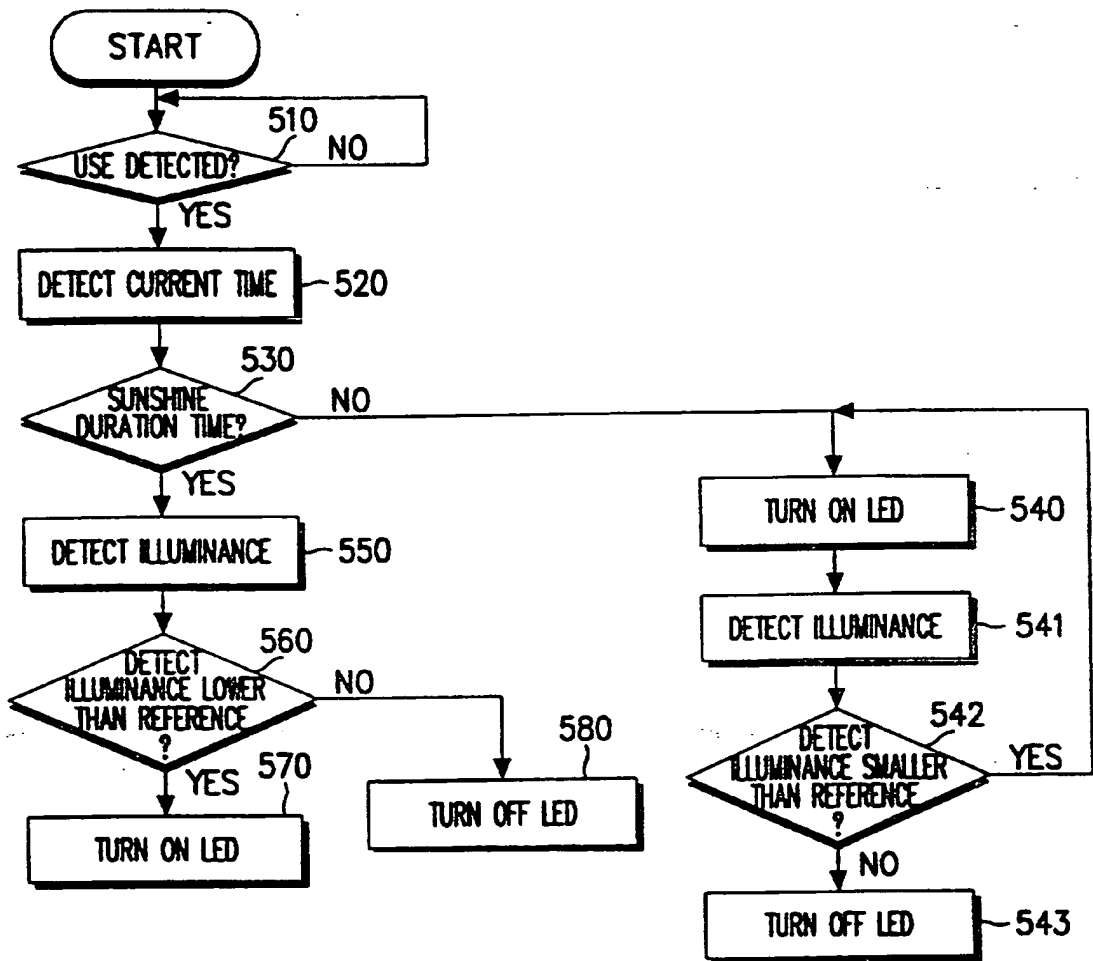 START
510
USE DETECTED?
NO
YES
DETECT CURRENT TIME
520
530
SUNSHINE
DURATION TIME?
NO
YES
DETECT ILLUMINANCE
550
560
DETECT
ILLUMINANCE LOWER
THAN REFERENCE
?
NO
YES
570
TURN ON LED
580
TURN OFF LED
TURN ON LED
540
DETECT ILLUMINANCE
541
542
DETECT
ILLUMINANCE SMALLER
THAN REFERENCE
?
YES
NO
TURN OFF LED
543